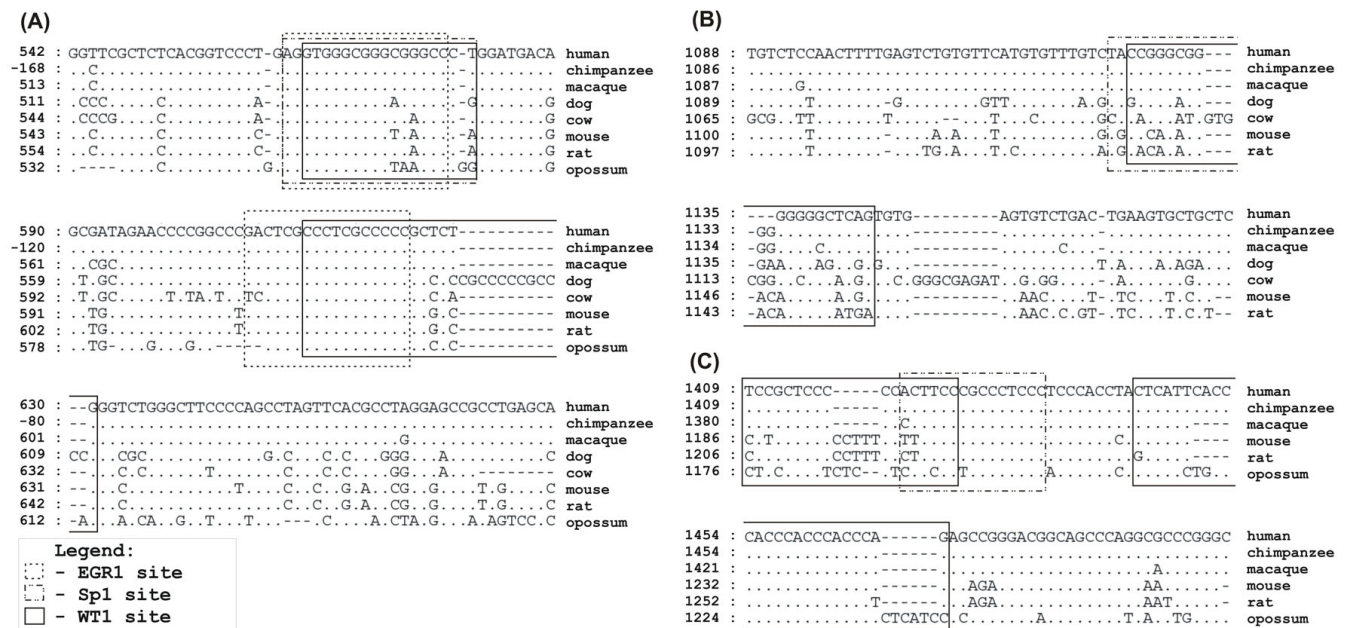 (A)
542 : GGTTCGCTCTCACGGTCCCT-GAGGTGGGCGGGCGGGCCC-TGGATGACA human
-168 : ..C.................-...................-......... chimpanzee
513 : ..C.................-...................-......... macaque
511 : .CCC.....C.........A-............A......-G.......G dog
544 : .CCCG....C.........A-..............A....-........G cow
543 : ..C......C.........C-............T.A....-A.......G mouse
554 : ..C......C.........C-..............A....-A.......G rat
532 : .----....C..........G............TAA....GG.......G opossum
590 : GCGATAGAACCCCGGCCCGACTCGCCCTCGCCCCCGCTCT---------- human
-120 : ........................................---------- chimpanzee
561 : ..CGC...................................---------- macaque
559 : .T.GC................................C.CCGCCCCCGCC dog
592 : .T.GC.....T.TA.T..TC.................C.A---------- cow
591 : ..TG.............T...................G.C---------- mouse
602 : ..TG.............T...................G.C---------- rat
578 : ..TG-...G...G..-----.................C.C---------- opossum
630 : --GGGTCTGGGCTTCCCCAGCCTAGTTCACGCCTAGGAGCCGCCTGAGCA human
-80 : --................................................ chimpanzee
601 : --................................G............... macaque
609 : CC...CGC............G.C...C.C...GGG...A..........C dog
632 : --...C.C......T.......C..C.C.....GG...A...-------- cow
631 : --...C...........T....C..C.G.A..CG.G......T.G....C mouse
642 : --...C................C..C.G.A..CG.G......T.G....C rat
612 : -A...ACA..G..T..T.....---..C...A.CTA.G...A.AGTCC.C opossum
Legend:
- EGR1 site
- Sp1 site
- WT1 site
(B)
1088 : TGTCTCCAACTTTTGAGTCTGTGTTCATGTGTTTGTCTACCGGGCGG--- human
1086 : ...............................................--- chimpanzee
1087 : .....G.........................................--- macaque
1089 : ......T........G........GTT.......A.G..G....A..--- dog
1065 : GCG.TT.......T.....--...T...C......G.C..A...AT.GTG cow
1100 : ......T........-...A.A...T..........G.G..CA.A..--- mouse
1097 : ......T...........TG.A...T.C........A.GACA.A...--- rat
1135 : ---GGGGGCTCAGTGTG---------AGTGTCTGAC-TGAAGTGCTGCTC human
1133 : -GG..............---------..........-............. chimpanzee
1134 : -GG....C.........---------......C...-............. macaque
1135 : -GAA...AG..G.G...---------..........T.A....A.AGA... dog
1113 : CGG..C...A.G...C.GGGCGAGAT..G.GG.....-.A......G.... cow
1146 : -ACA.....A.G.....---------..AAC....T-.TC....T.C.... mouse
1143 : -ACA.....ATGA....---------..AAC.C.GT-.TC....T.C.T.. rat
(C)
1409 : TCCGCTCCC-----CCACTTCCCGCCCTCCCTCCCACCTACTCATTCACC human
1409 : .........-----.................................... chimpanzee
1380 : .........-----..C................................. macaque
1186 : C.T......CCTTT..TT....................C.......---- mouse
1206 : C........CCTTT..CT......................G......---- rat
1176 : CT.C.....TCTC--TC..C..T........A...C......CTG. opossum
1454 : CACCCACCCACCCA------GAGCCGGGACGGCAGCCCAGGCGCCCGGGC human
1454 : ..............------.............................. chimpanzee
1421 : ..............------......................A....... macaque
1232 : ..............------...AGA...............AA....... mouse
1252 : .............T------...AGA...............AAT.....- rat
1224 : ..............CTCATCC.C.......A........T.A..TG.... opossum